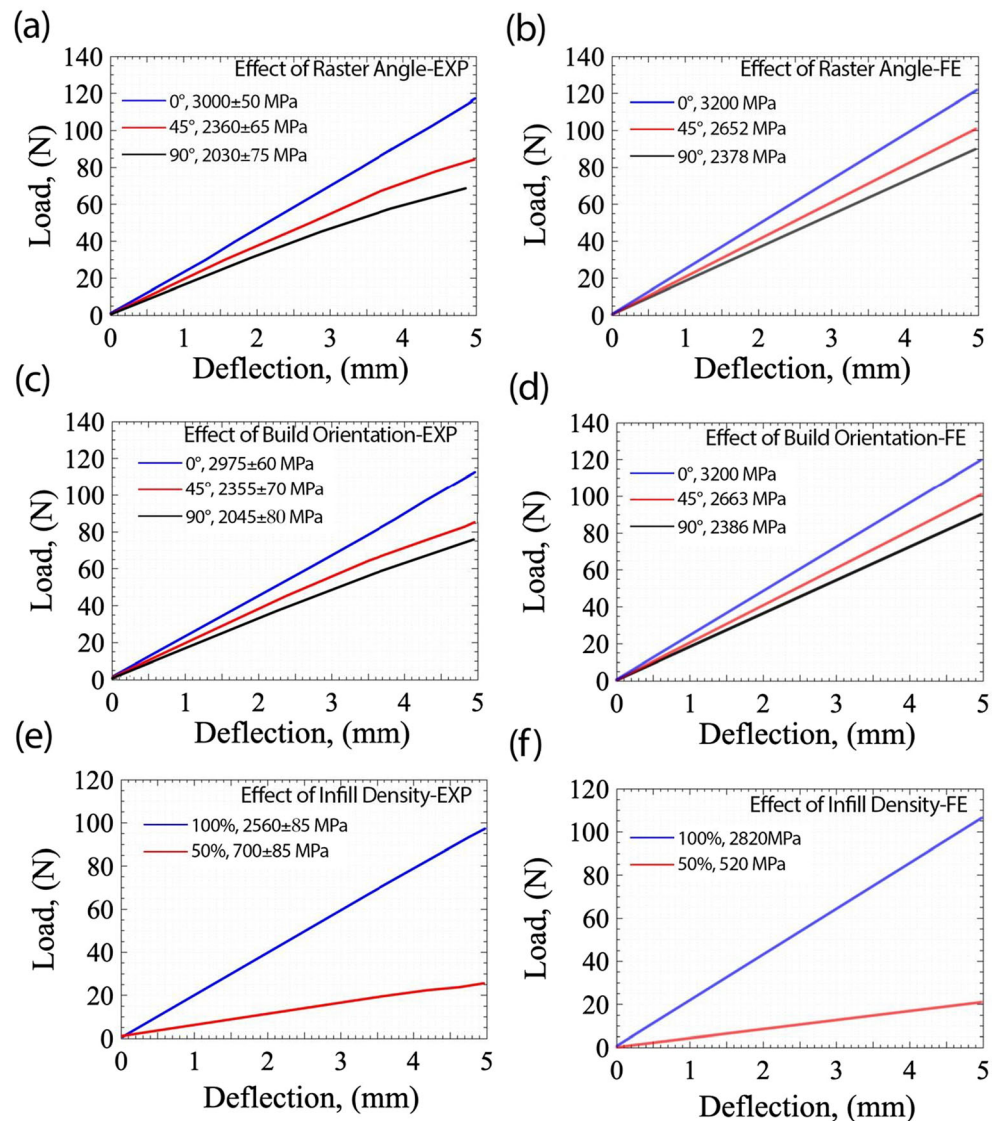 (a)
Effect of Raster Angle-EXP
0°, 3000±50 MPa
45°, 2360±65 MPa
90°, 2030±75 MPa
140
120
100
80
60
40
20
0
Load, (N)
0 1 2 3 4 5
Deflection, (mm)
(b)
Effect of Raster Angle-FE
0°, 3200 MPa
45°, 2652 MPa
90°, 2378 MPa
140
120
100
80
60
40
20
0
Load, (N)
0 1 2 3 4 5
Deflection, (mm)
(c)
Effect of Build Orientation-EXP
0°, 2975±60 MPa
45°, 2355±70 MPa
90°, 2045±80 MPa
140
120
100
80
60
40
20
0
Load, (N)
0 1 2 3 4 5
Deflection, (mm)
(d)
Effect of Build Orientation-FE
0°, 3200 MPa
45°, 2663 MPa
90°, 2386 MPa
140
120
100
80
60
40
20
0
Load, (N)
0 1 2 3 4 5
Deflection, (mm)
(e)
Effect of Infill Density-EXP
100%, 2560±85 MPa
50%, 700±85 MPa
120
100
80
60
40
20
0
Load, (N)
0 1 2 3 4 5
Deflection, (mm)
(f)
Effect of Infill Density-FE
100%, 2820MPa
50%, 520 MPa
120
100
80
60
40
20
0
Load, (N)
0 1 2 3 4 5
Deflection, (mm)